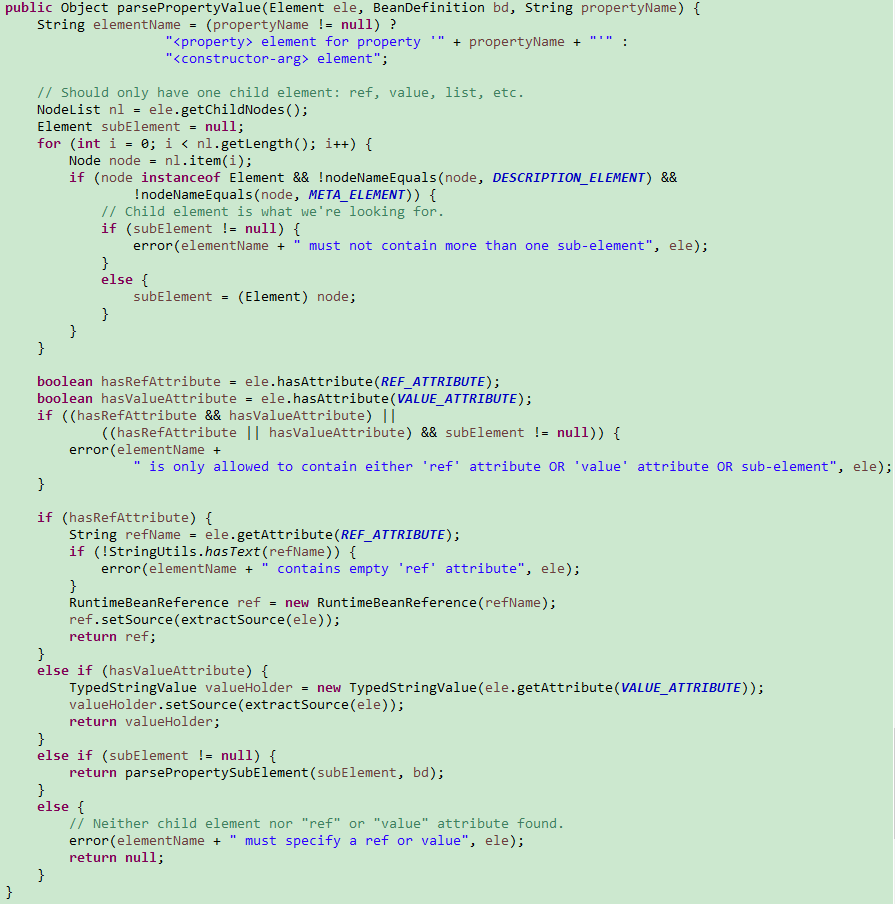 public Object parsePropertyValue(Element ele, BeanDefinition bd, String propertyName) {
    String elementName = (propertyName != null) ?
                    "<property> element for property '" + propertyName + "'" :
                    "<constructor-arg> element";

    // Should only have one child element: ref, value, list, etc.
    NodeList nl = ele.getChildNodes();
    Element subElement = null;
    for (int i = 0; i < nl.getLength(); i++) {
        Node node = nl.item(i);
        if (node instanceof Element && !nodeNameEquals(node, DESCRIPTION_ELEMENT) &&
                !nodeNameEquals(node, META_ELEMENT)) {
            // Child element is what we're looking for.
            if (subElement != null) {
                error(elementName + " must not contain more than one sub-element", ele);
            }
            else {
                subElement = (Element) node;
            }
        }
    }

    boolean hasRefAttribute = ele.hasAttribute(REF_ATTRIBUTE);
    boolean hasValueAttribute = ele.hasAttribute(VALUE_ATTRIBUTE);
    if ((hasRefAttribute && hasValueAttribute) ||
            ((hasRefAttribute || hasValueAttribute) && subElement != null)) {
        error(elementName +
                " is only allowed to contain either 'ref' attribute OR 'value' attribute OR sub-element", ele);
    }

    if (hasRefAttribute) {
        String refName = ele.getAttribute(REF_ATTRIBUTE);
        if (!StringUtils.hasText(refName)) {
            error(elementName + " contains empty 'ref' attribute", ele);
        }
        RuntimeBeanReference ref = new RuntimeBeanReference(refName);
        ref.setSource(extractSource(ele));
        return ref;
    }
    else if (hasValueAttribute) {
        TypedStringValue valueHolder = new TypedStringValue(ele.getAttribute(VALUE_ATTRIBUTE));
        valueHolder.setSource(extractSource(ele));
        return valueHolder;
    }
    else if (subElement != null) {
        return parsePropertySubElement(subElement, bd);
    }
    else {
        // Neither child element nor "ref" or "value" attribute found.
        error(elementName + " must specify a ref or value", ele);
        return null;
    }
}